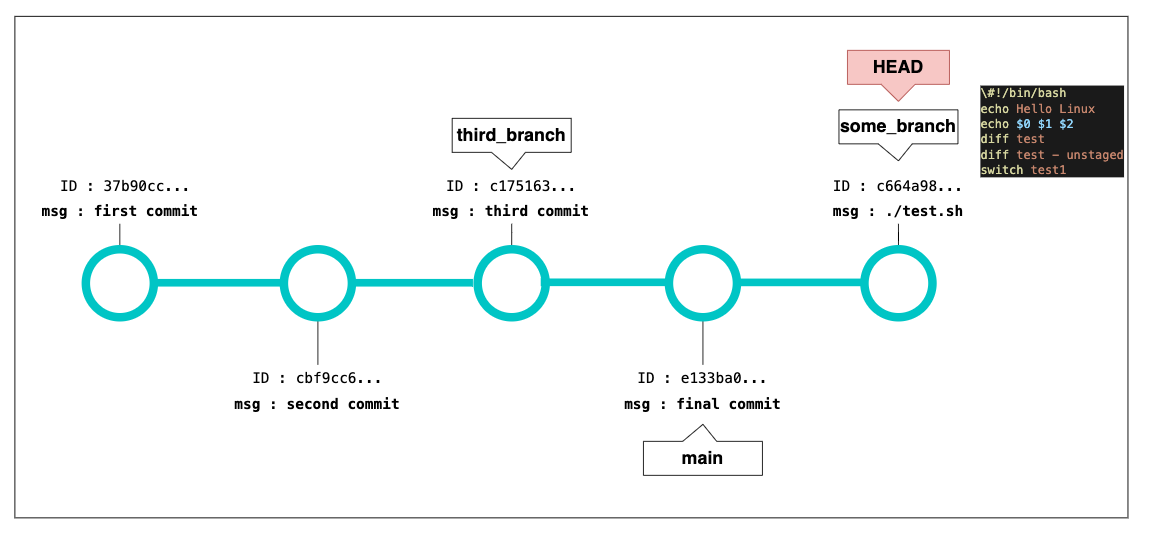 HEAD
some_branch
\#!/bin/bash
echo Hello Linux
echo $0 $1 $2
diff test
diff test - unstaged
switch test1
third_branch
ID : 37b90cc...
msg : first commit
ID : c175163...
msg : third commit
ID : c664a98...
msg : ./test.sh
ID : cbf9cc6...
msg : second commit
ID : e133ba0...
msg : final commit
main